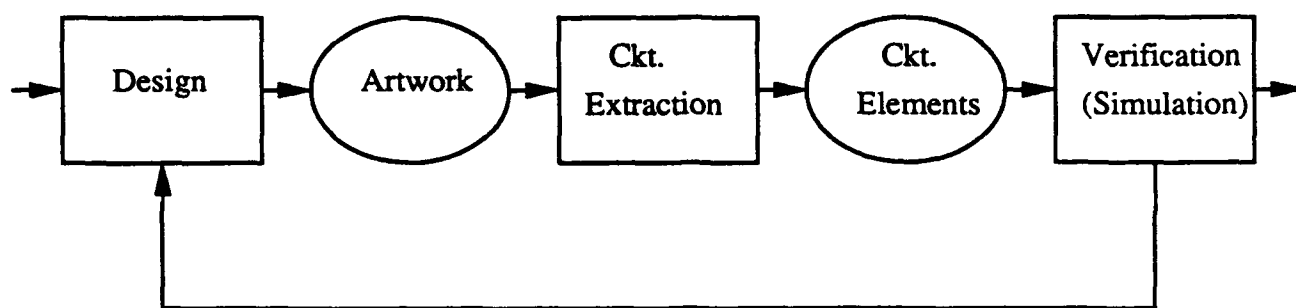 Design
Artwork
Ckt.
Extraction
Ckt.
Elements
Verification
(Simulation)